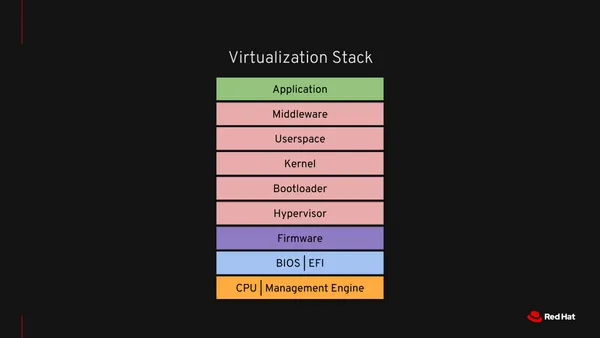 Virtualization Stack
Application
Middleware
Userspace
Kernel
Bootloader
Hypervisor
Firmware
BIOS | EFI
CPU | Management Engine
Red Hat